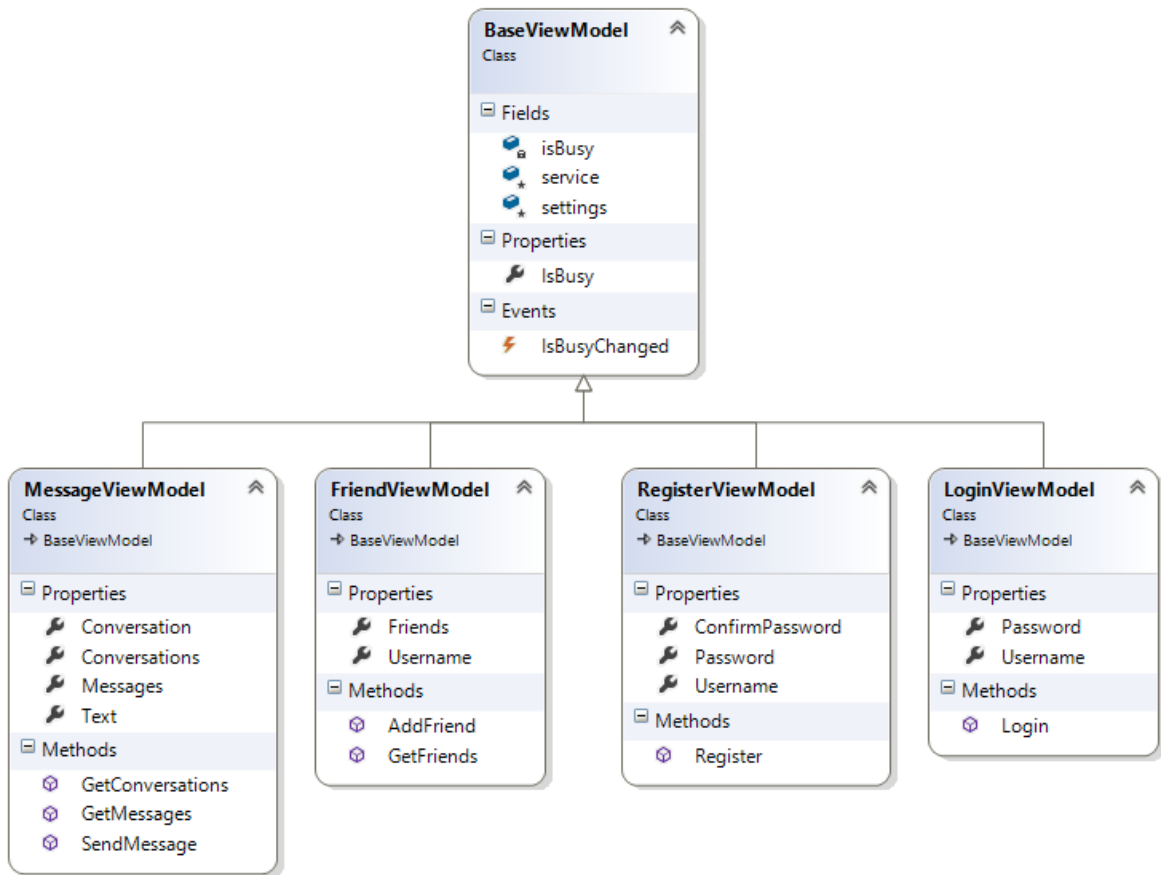 BaseViewModel
Class
Fields
isBusy
service
settings
Properties
IsBusy
Events
IsBusyChanged
MessageViewModel
Class
BaseViewModel
Properties
Conversation
Conversations
Messages
Text
Methods
GetConversations
GetMessages
SendMessage
FriendViewModel
Class
BaseViewModel
Properties
Friends
Username
Methods
AddFriend
GetFriends
RegisterViewModel
Class
BaseViewModel
Properties
ConfirmPassword
Password
Username
Methods
Register
LoginViewModel
Class
BaseViewModel
Properties
Password
Username
Methods
Login